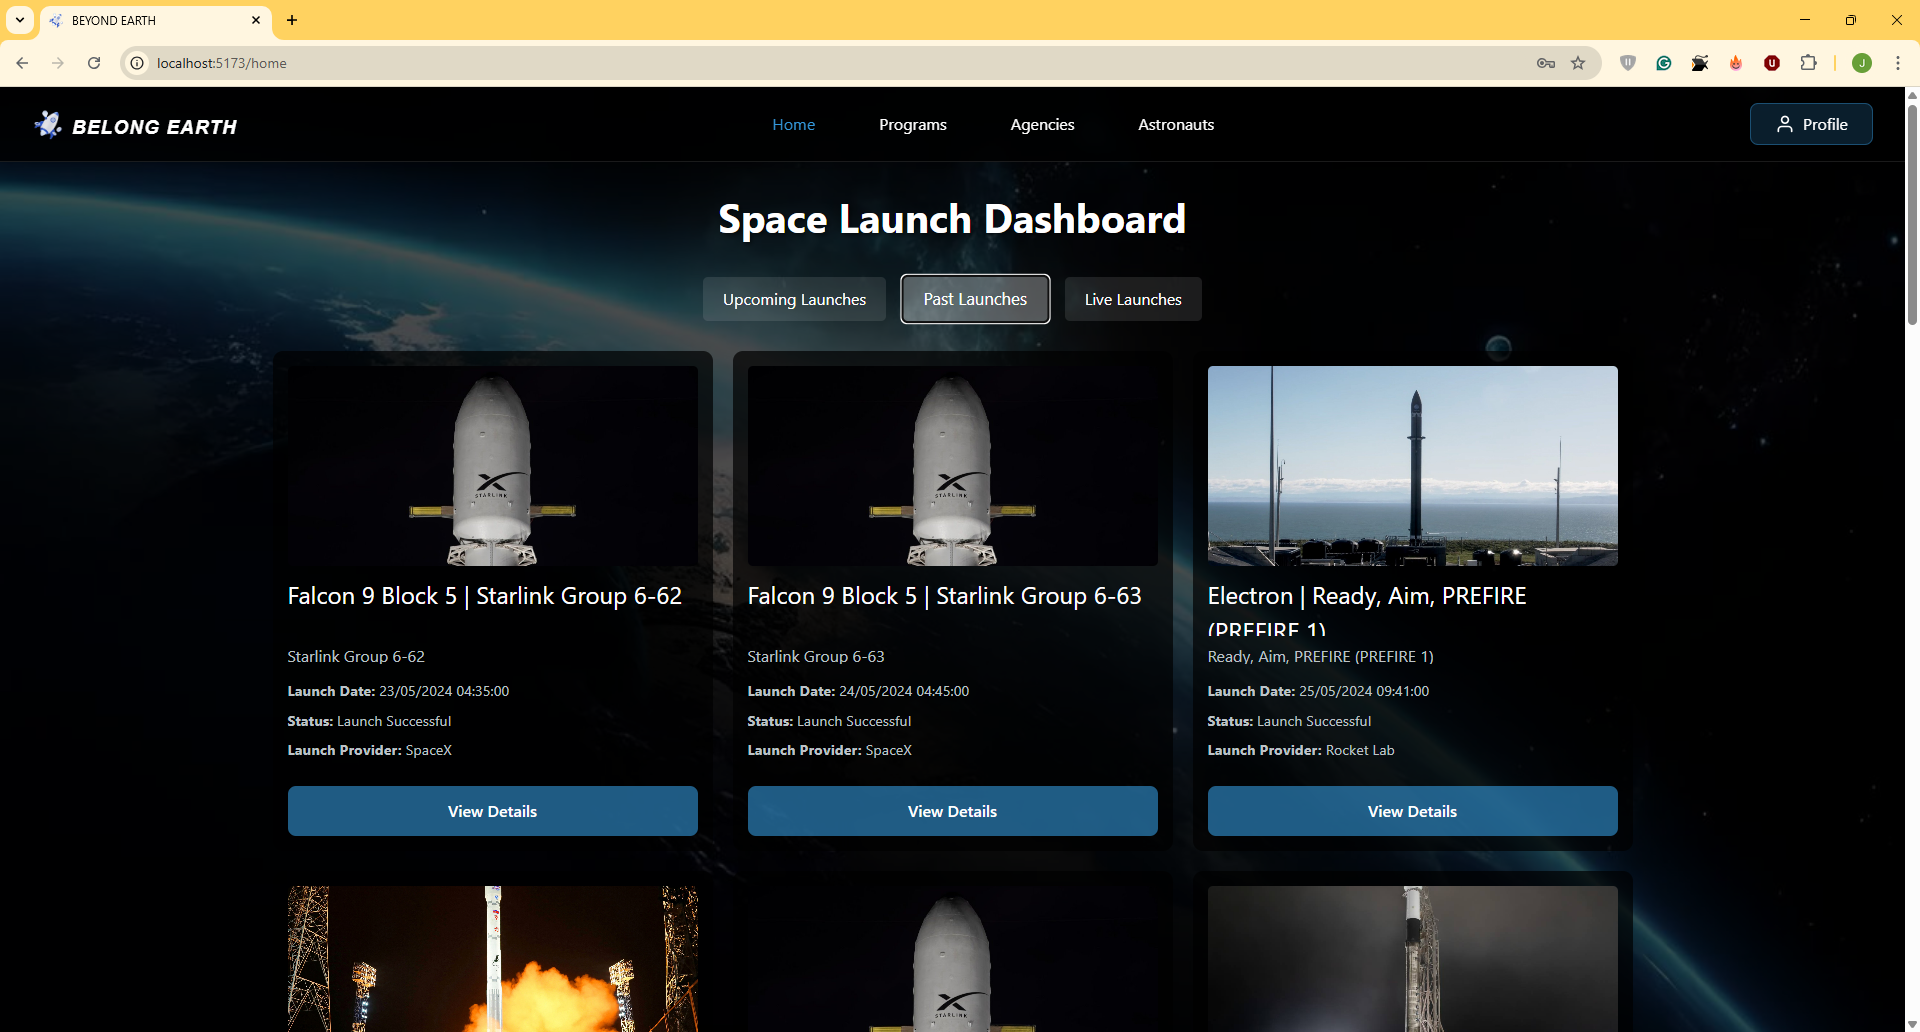 BEYOND EARTH
localhost:5173/home
J
BELONG EARTH
Home
Programs
Agencies
Astronauts
Profile
Space Launch Dashboard
Upcoming Launches
Past Launches
Live Launches
STARLINK
STARLINK
Falcon 9 Block 5 | Starlink Group 6-62
Starlink Group 6-62
Launch Date: 23/05/2024 04:35:00
Status: Launch Successful
Launch Provider: SpaceX
View Details
Falcon 9 Block 5 | Starlink Group 6-63
Starlink Group 6-63
Launch Date: 24/05/2024 04:45:00
Status: Launch Successful
Launch Provider: SpaceX
View Details
Electron | Ready, Aim, PREFIRE
(PREFIRE 1)
Ready, Aim, PREFIRE (PREFIRE 1)
Launch Date: 25/05/2024 09:41:00
Status: Launch Successful
Launch Provider: Rocket Lab
View Details
STARLINK